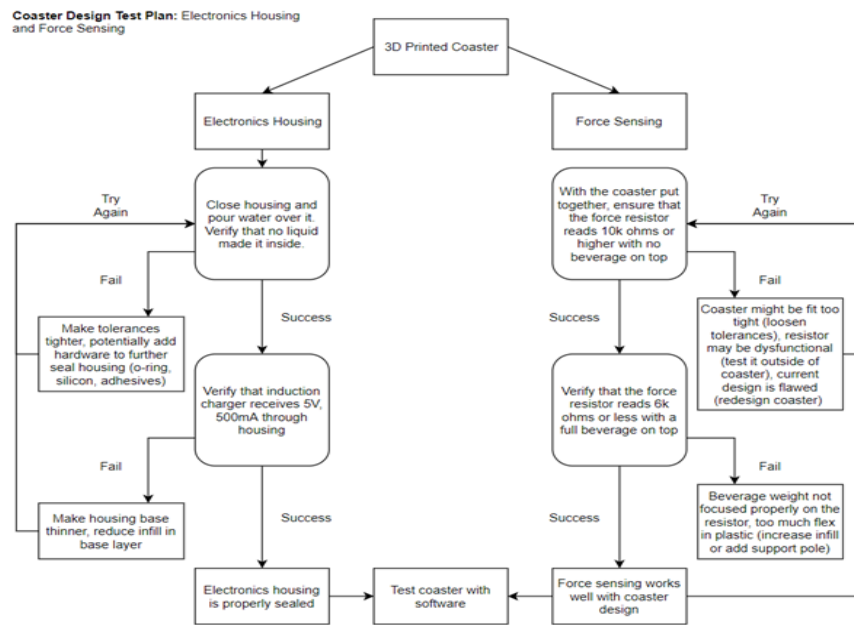 Coaster Design Test Plan: Electronics Housing
and Force Sensing
3D Printed Coaster
Electronics Housing
Force Sensing
Try
Again
Close housing and
pour water over it.
Verify that no liquid
made it inside.
With the coaster put
together, ensure that
the force resistor
reads 10k ohms or
higher with no
beverage on top
Try
Again
Fail
Success
Success
Fail
Make tolerances
tighter, potentially add
hardware to further
seal housing (o-ring,
silicon, adhesives)
Coaster might be fit too
tight (loosen
tolerances), resistor
may be dysfunctional
(test it outside of
coaster), current
design is flawed
(redesign coaster)
Verify that induction
charger receives 5V,
500mA through
housing
Verify that the force
resistor reads 6k
ohms or less with a
full beverage on top
Fail
Success
Success
Fail
Make housing base
thinner, reduce infill in
base layer
Beverage weight not
focused properly on the
resistor, too much flex
in plastic (increase infill
or add support pole)
Electronics housing
is properly sealed
Test coaster with
software
Force sensing works
well with coaster
design